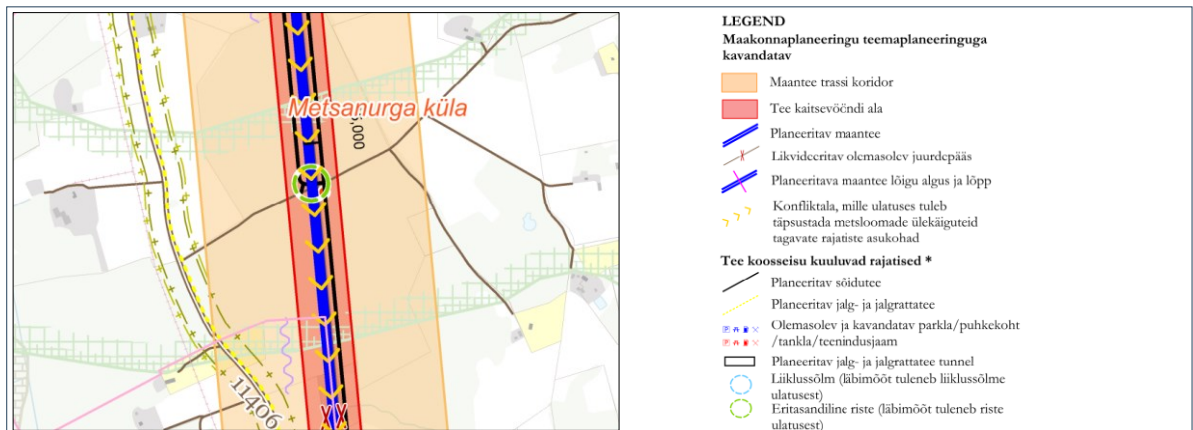 Metsanurga küla
5,000
11406
LEGEND
Maakonnaplaneeringu teemaplaneeringuga
kavandatav
Maantee trassi koridor
Tee kaitsevööndi ala
Planeeritav maantee
Likvideeritav olemasolev juurdepääs
Planeeritava maantee lõigu algus ja lõpp
Konfliktala, mille ulatuses tuleb
täpsustada metsloomade ülekäiguteid
tagavate rajatiste asukohad
Tee koosseisu kuuluvad rajatised *
Planeeritav sõidutee
Planeeritav jalg- ja jalgrattatee
Olemasolev ja kavandatav parkla/puhkekoht
/tankla/teenindusjaam
Planeeritav jalg- ja jalgrattatee tunnel
Liiklussõlm (läbimõõt tuleneb liiklussõlme
ulatusest)
Eritasandiline riste (läbimõõt tuleneb riste
ulatusest)